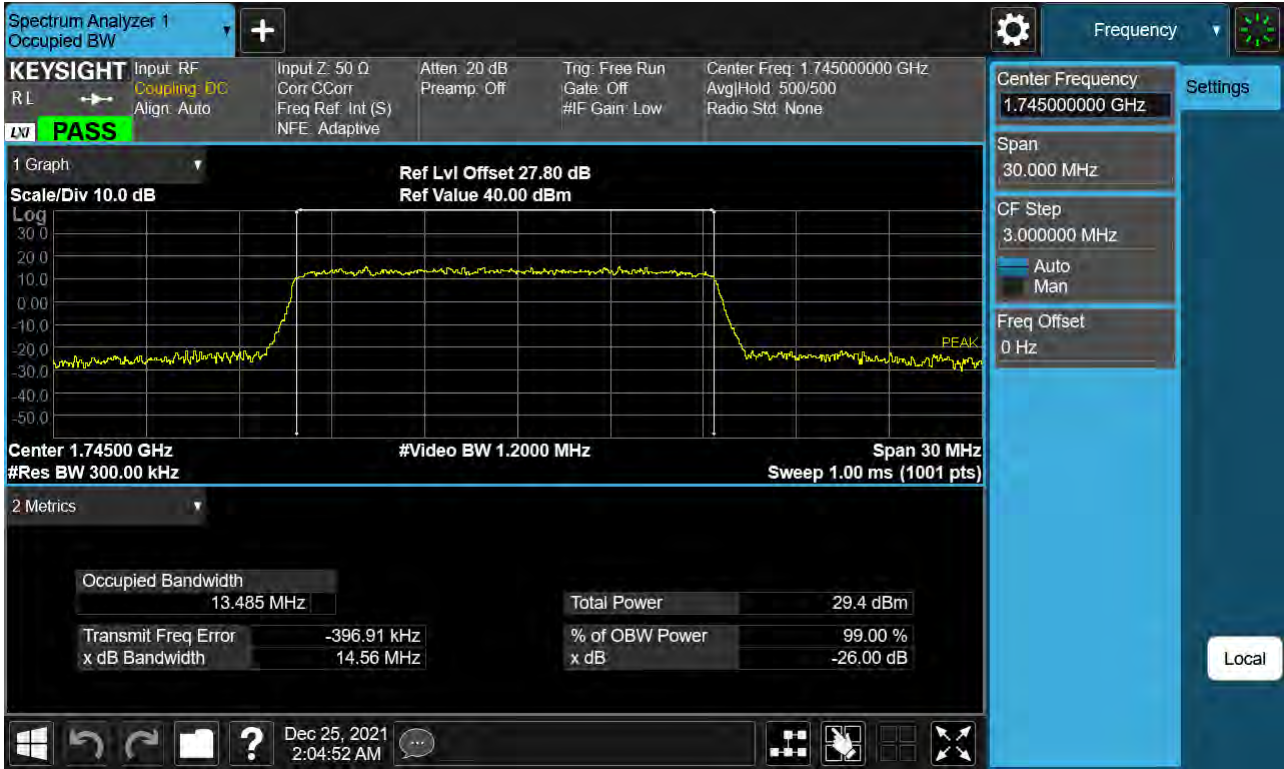 Spectrum Analyzer 1
Occupied BW
Frequency
KEYSIGHT
R L
LXI
PASS
Input: RF
Coupling: DC
Align: Auto
Input Z: 50 Ω
Corr CCorr
Freq Ref: Int (S)
NFE: Adaptive
Atten: 20 dB
Preamp: Off
Trig: Free Run
Gate: Off
#IF Gain: Low
Center Freq: 1.745000000 GHz
Avg|Hold: 500/500
Radio Std: None
1 Graph
Scale/Div 10.0 dB
Ref Lvl Offset 27.80 dB
Ref Value 40.00 dBm
Log
30.0
20.0
10.0
0.00
-10.0
-20.0
-30.0
-40.0
-50.0
PEAK
Center 1.74500 GHz
#Video BW 1.2000 MHz
Span 30 MHz
#Res BW 300.00 kHz
Sweep 1.00 ms (1001 pts)
2 Metrics
Occupied Bandwidth
13.485 MHz
Total Power 29.4 dBm
Transmit Freq Error -396.91 kHz
% of OBW Power 99.00 %
x dB Bandwidth 14.56 MHz
x dB -26.00 dB
Center Frequency
1.745000000 GHz
Settings
Span
30.000 MHz
CF Step
3.000000 MHz
Auto
Man
Freq Offset
0 Hz
Local
?
Dec 25, 2021
2:04:52 AM